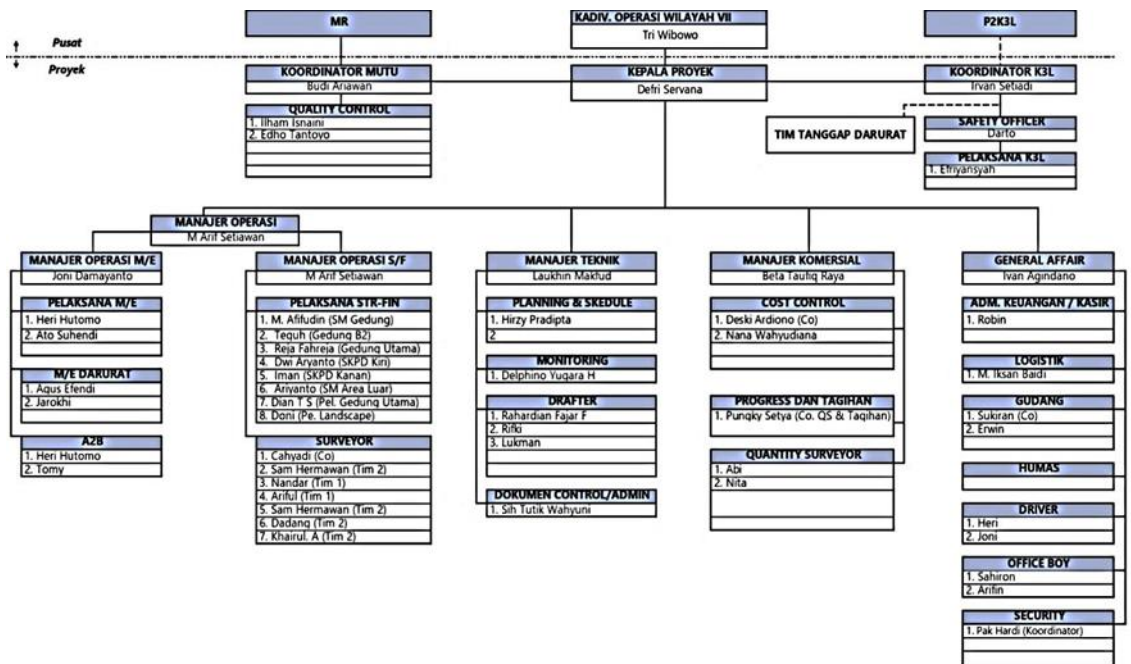 MR
KADIV. OPERASI WILAYAH VII
Tri Wibowo
P2K3L
Pusat
Proyek
KOORDINATOR MUTU
Budi Ariawan
KEPALA PROYEK
Defri Servana
KOORDINATOR K3L
Irvan Setiadi
QUALITY CONTROL
1. Ilham Isnaini
2. Edho Tantoyo
TIM TANGGAP DARURAT
SAFETY OFFICER
Darto
PELAKSANA K3L
1. Efriyansyah
MANAJER OPERASI
M Arif Setiawan
MANAJER OPERASI M/E
Joni Damayanto
PELAKSANA M/E
1. Heri Hutomo
2. Ato Suhendi
M/E DARURAT
1. Agus Efendi
2. Jarokhi
A2B
1. Heri Hutomo
2. Tomy
MANAJER OPERASI S/F
M Arif Setiawan
PELAKSANA STR-FIN
1. M. Afifudin (SM Gedung)
2. Teguh (Gedung B2)
3. Reja Fahreja (Gedung Utama)
4. Dwi Aryanto (SKPD Kiri)
5. Iman (SKPD Kanan)
6. Ariyanto (SM Area Luar)
7. Dian T S (Pel. Gedung Utama)
8. Doni (Pe. Landscape)
SURVEYOR
1. Cahyadi (Co)
2. Sam Hermawan (Tim 2)
3. Nandar (Tim 1)
4. Ariful (Tim 1)
5. Sam Hermawan (Tim 2)
6. Dadang (Tim 2)
7. Khairul. A (Tim 2)
MANAJER TEKNIK
Laukhin Makfud
PLANNING & SKEDULE
1. Hirzy Pradipta
2
MONITORING
1. Delphino Yugara H
DRAFTER
1. Rahardian Fajar F
2. Rifki
3. Lukman
DOKUMEN CONTROL/ADMIN
1. Sih Tutik Wahyuni
MANAJER KOMERSIAL
Beta Taufiq Raya
COST CONTROL
1. Deski Ardiono (Co)
2. Nana Wahyudiana
PROGRESS DAN TAGIHAN
1. Pungky Setya (Co. QS & Tagihan)
QUANTITY SURVEYOR
1. Abi
2. Nita
GENERAL AFFAIR
Ivan Agindano
ADM. KEUANGAN / KASIR
1. Robin
LOGISTIK
1. M. Iksan Baidi
GUDANG
1. Sukiran (Co)
2. Erwin
HUMAS
DRIVER
1. Heri
2. Joni
OFFICE BOY
1. Sahiron
2. Arifin
SECURITY
1. Pak Hardi (Koordinator)